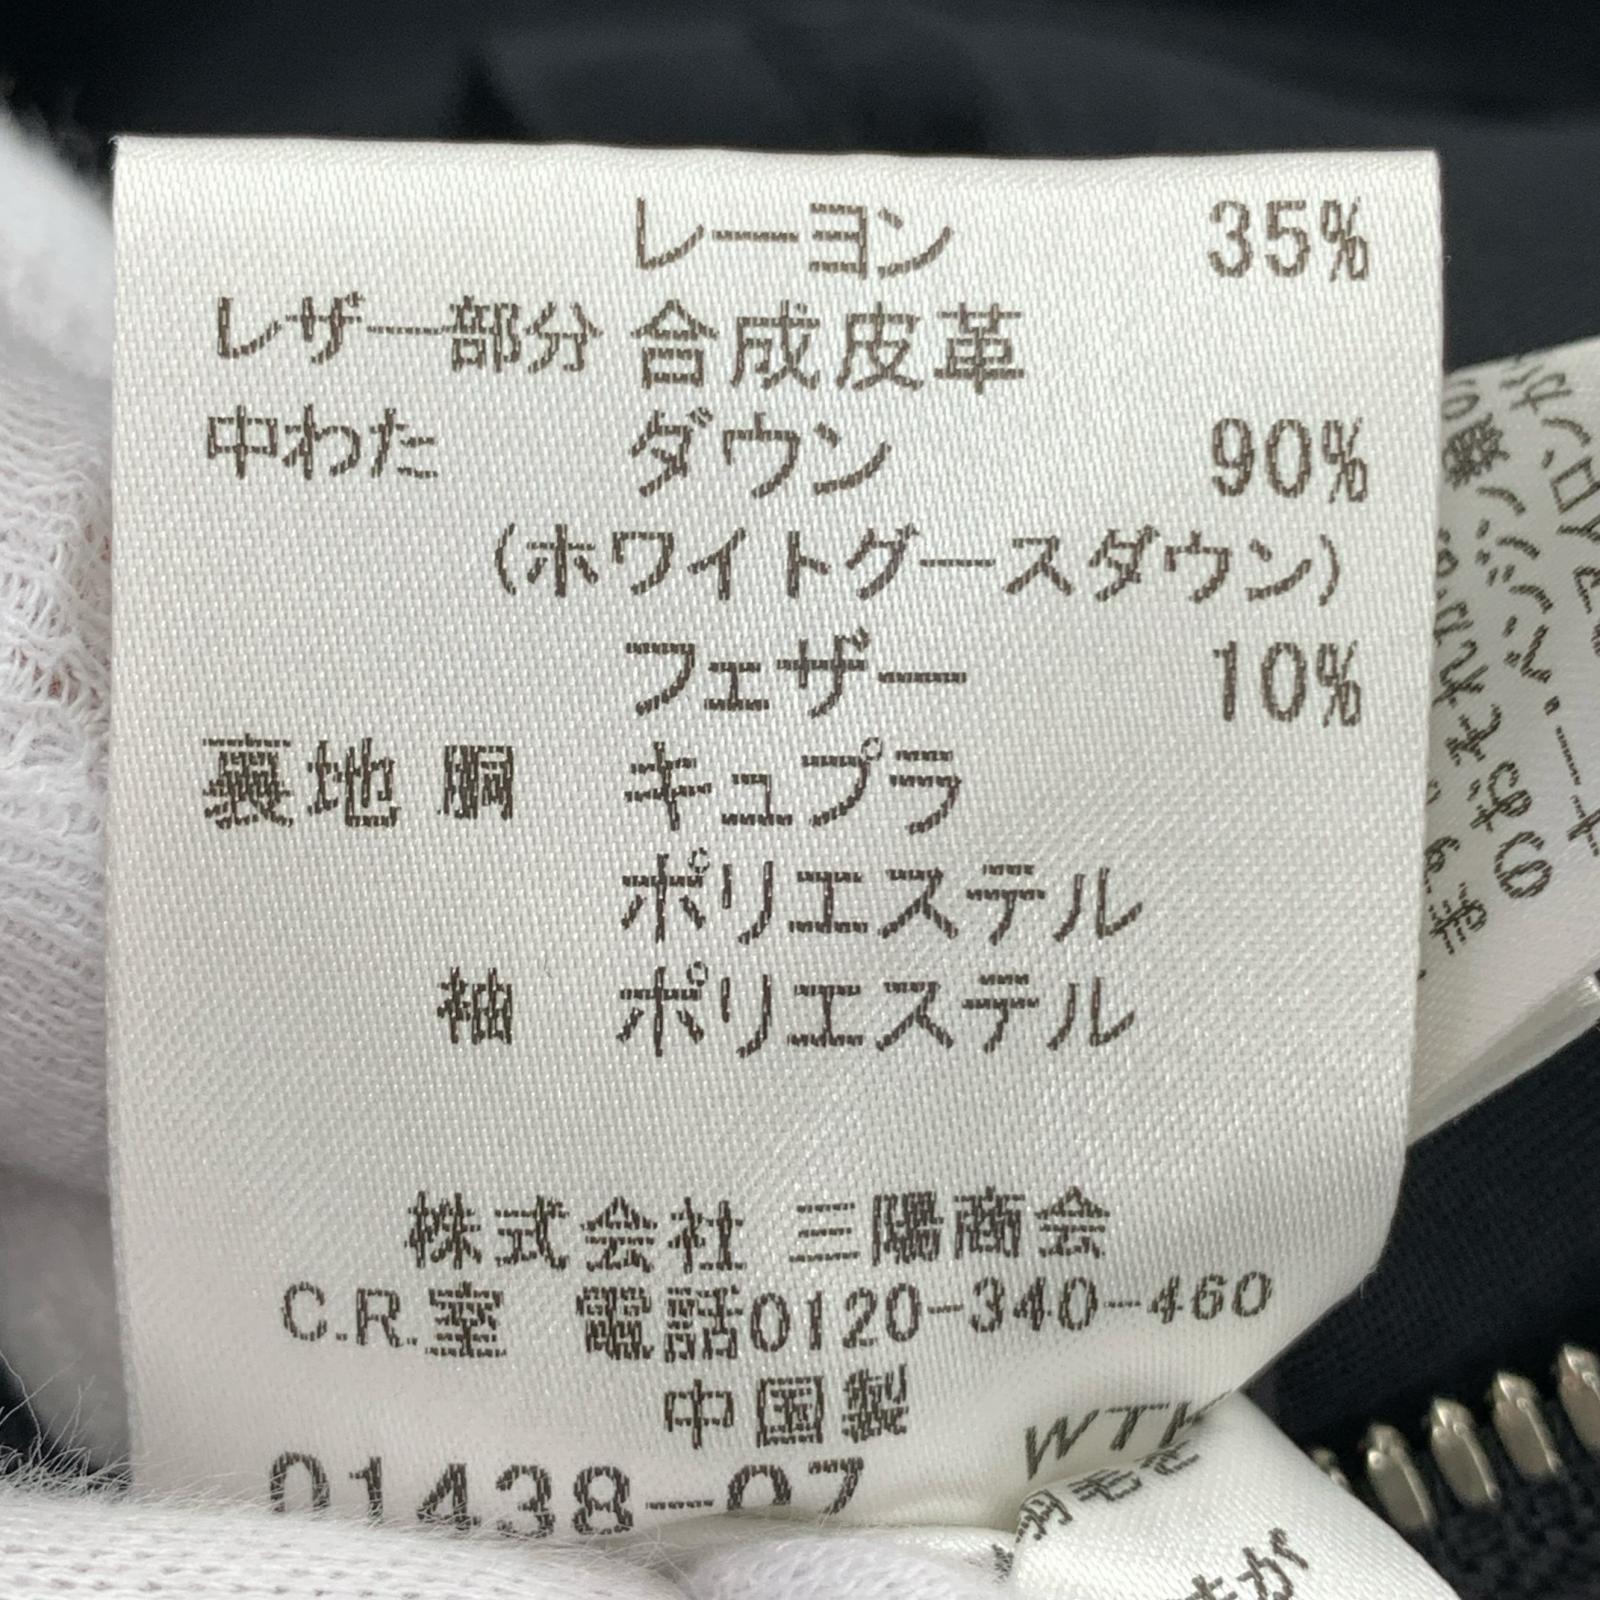 レーヨン 35%
レザー部分 合成皮革
中わた ダウン 90%
(ホワイトグースダウン)
フェザー 10%
裏地 胴 キュプラ
ポリエステル
袖 ポリエステル
株式会社 三陽商会
C.R.室 電話0120-340-460
中国製
01438-07
WTK